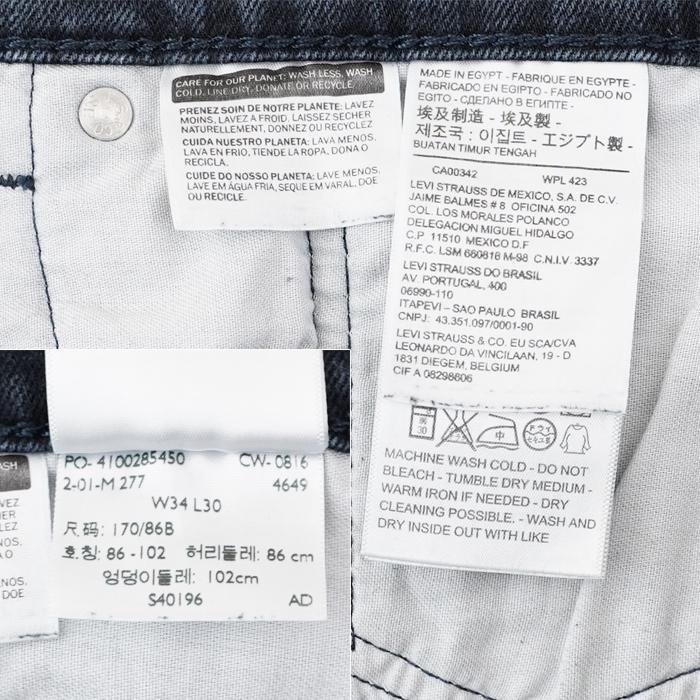 CARE FOR OUR PLANET: WASH LESS, WASH
COLD, LINE DRY, DONATE OR RECYCLE.
PRENEZ SOIN DE NOTRE PLANETE: LAVEZ
MOINS, LAVEZ A FROID, LAISSEZ SECHER
NATURELLEMENT, DONNEZ OU RECYCLEZ
CUIDA NUESTRO PLANETA: LAVA MENOS,
LAVA EN FRIO, TIENDE LA ROPA, DONA O
RECICLA.
CUIDE DO NOSSO PLANETA: LAVE MENOS,
LAVE EM ÁGUA FRIA, SEQUE EM VARAL, DOE
OU RECICLE.
MADE IN EGYPT - FABRIQUE EN EGYPTE -
FABRICADO EN EGIPTO - FABRICADO NO
EGITO - СДЕЛАНО В ЕГИПТЕ -
埃及制造 - 埃及製 -
제조국 : 이집트 - エジプト製 -
BUATAN TIMUR TENGAH
CA00342 WPL 423
LEVI STRAUSS DE MEXICO, S.A. DE C.V.
JAIME BALMES # 8 OFICINA 502
COL. LOS MORALES POLANCO
DELEGACION MIGUEL HIDALGO
C.P 11510 MEXICO D.F
R.F.C. LSM 660818 M-98 C.N.I.V. 3337
LEVI STRAUSS DO BRASIL
AV. PORTUGAL, 400
06990-110
ITAPEVI - SAO PAULO BRASIL
CNPJ: 43.351.097/0001-90
LEVI STRAUSS & CO. EU SCA/CVA
LEONARDO DA VINCILAAN, 19 - D
1831 DIEGEM, BELGIUM
CIF A 08298606
30 中 ドライ
MACHINE WASH COLD - DO NOT
BLEACH - TUMBLE DRY MEDIUM -
WARM IRON IF NEEDED - DRY
CLEANING POSSIBLE. - WASH AND
DRY INSIDE OUT WITH LIKE
PO- 4100285450 CW- 0816
2-01-M 277 4649
W34 L30
尺码: 170/86B
호칭: 86 - 102 허리둘레: 86 cm
엉덩이둘레: 102cm
S40196 AD